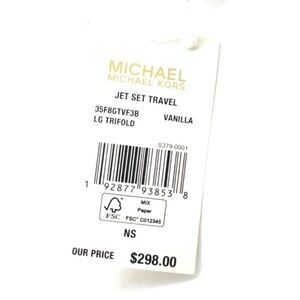 MICHAEL
MICHAEL KORS
JET SET TRAVEL
35F8GTVF3B VANILLA
LG TRIFOLD
S379-0001
1 92877 93853 8
FSC
MIX
Paper
FSC® C012345
NS
OUR PRICE $298.00